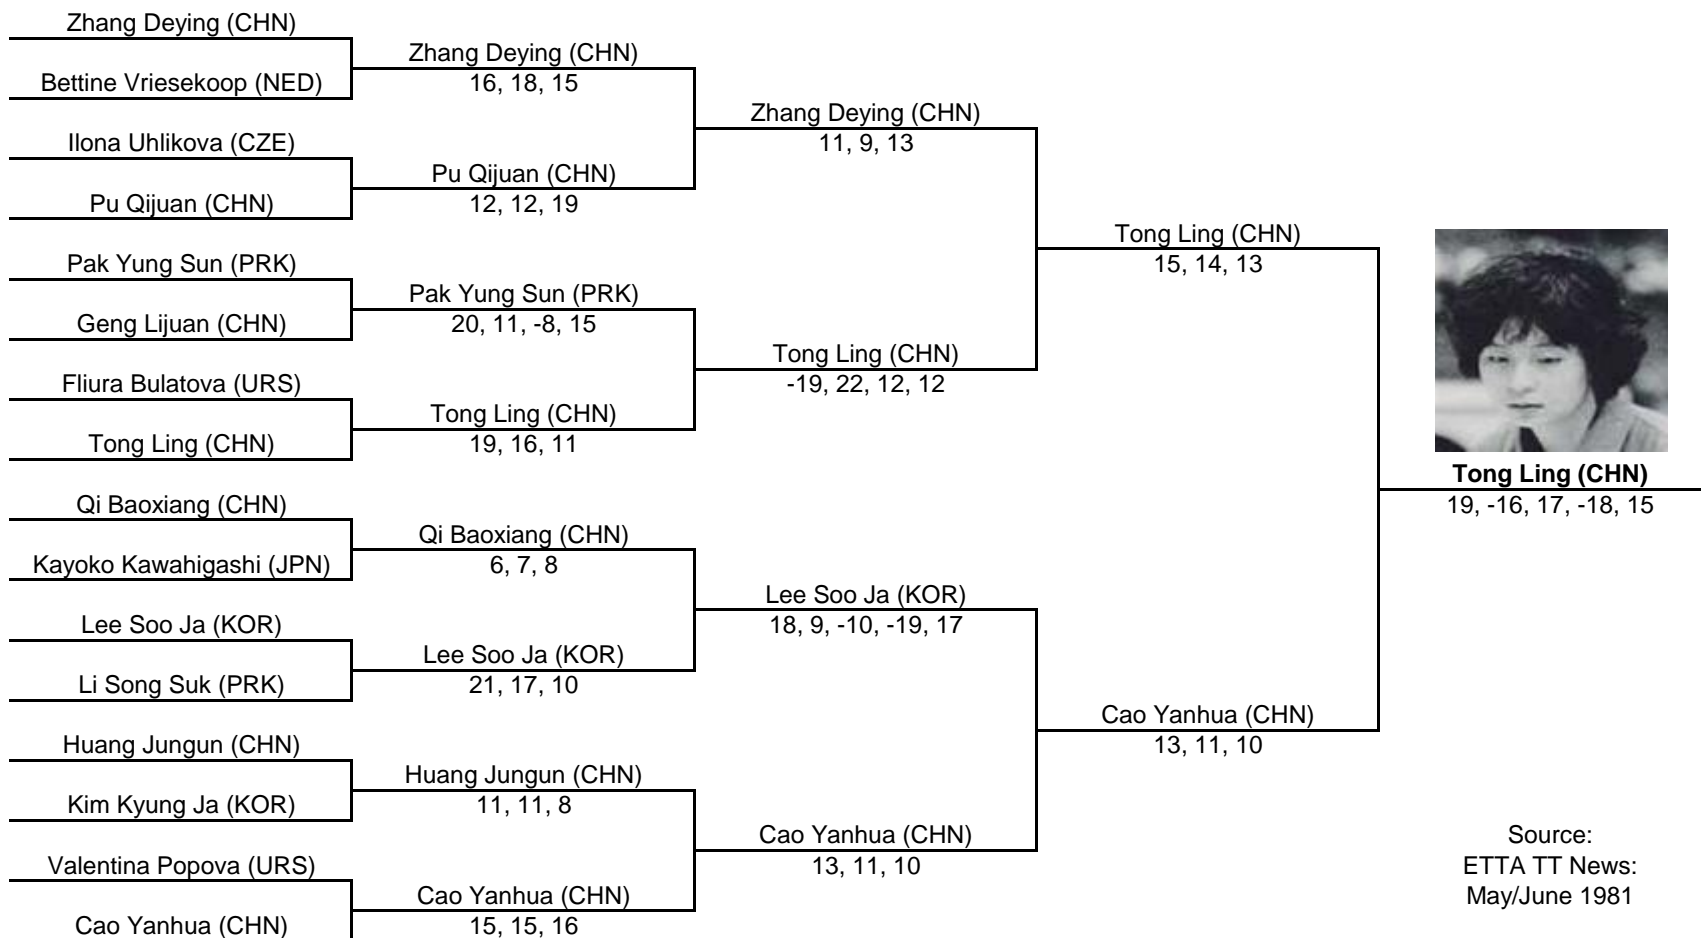 Zhang Deying (CHN)
Bettine Vriesekoop (NED)
Ilona Uhlikova (CZE)
Pu Qijuan (CHN)
Pak Yung Sun (PRK)
Geng Lijuan (CHN)
Fliura Bulatova (URS)
Tong Ling (CHN)
Qi Baoxiang (CHN)
Kayoko Kawahigashi (JPN)
Lee Soo Ja (KOR)
Li Song Suk (PRK)
Huang Jungun (CHN)
Kim Kyung Ja (KOR)
Valentina Popova (URS)
Cao Yanhua (CHN)
Zhang Deying (CHN)
16, 18, 15
Pu Qijuan (CHN)
12, 12, 19
Pak Yung Sun (PRK)
20, 11, -8, 15
Tong Ling (CHN)
19, 16, 11
Qi Baoxiang (CHN)
6, 7, 8
Lee Soo Ja (KOR)
21, 17, 10
Huang Jungun (CHN)
11, 11, 8
Cao Yanhua (CHN)
15, 15, 16
Zhang Deying (CHN)
11, 9, 13
Tong Ling (CHN)
-19, 22, 12, 12
Lee Soo Ja (KOR)
18, 9, -10, -19, 17
Cao Yanhua (CHN)
13, 11, 10
Tong Ling (CHN)
15, 14, 13
Cao Yanhua (CHN)
13, 11, 10
Tong Ling (CHN)
19, -16, 17, -18, 15
Source:
ETTA TT News:
May/June 1981